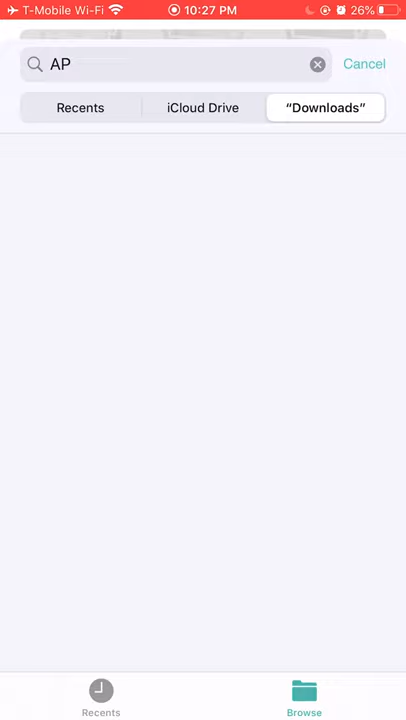 T-Mobile Wi-Fi 10:27 PM 26%
AP Cancel
Recents iCloud Drive “Downloads”
Recents Browse